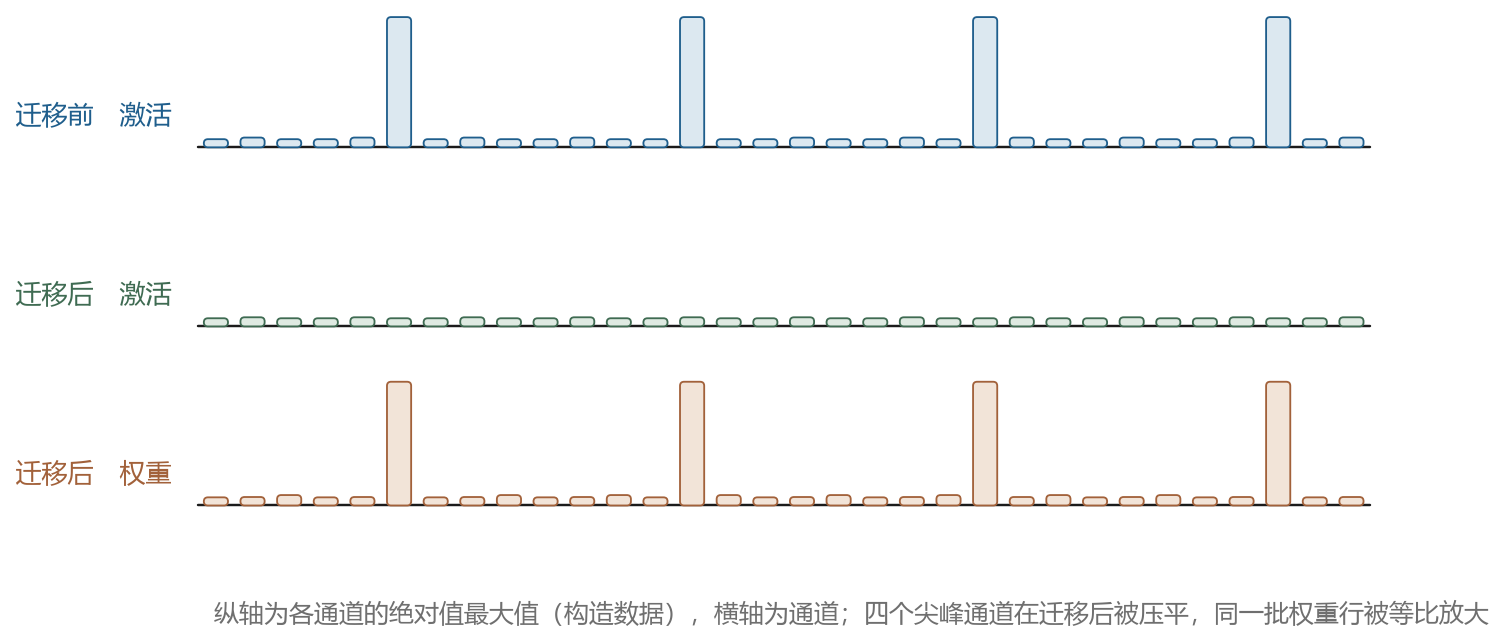 迁移前 激活
迁移后 激活
迁移后 权重
纵轴为各通道的绝对值最大值（构造数据），横轴为通道；四个尖峰通道在迁移后被压平，同一批权重行被等比放大